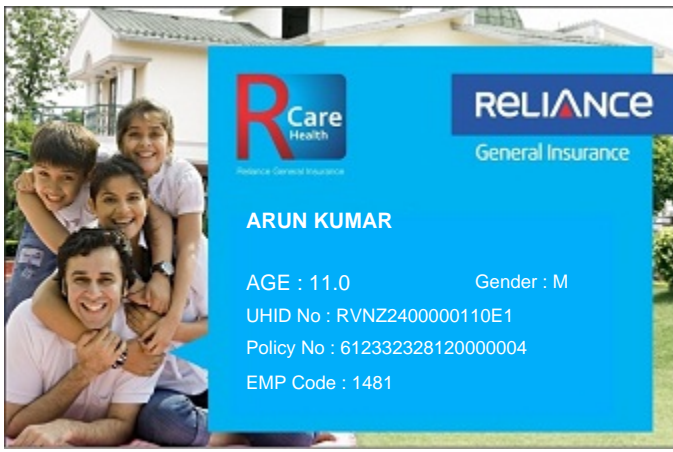 RCare
Health
Reliance General Insurance
RELIANCE
General Insurance
ARUN KUMAR
AGE : 11.0 Gender : M
UHID No : RVNZ2400000110E1
Policy No : 612332328120000004
EMP Code : 1481